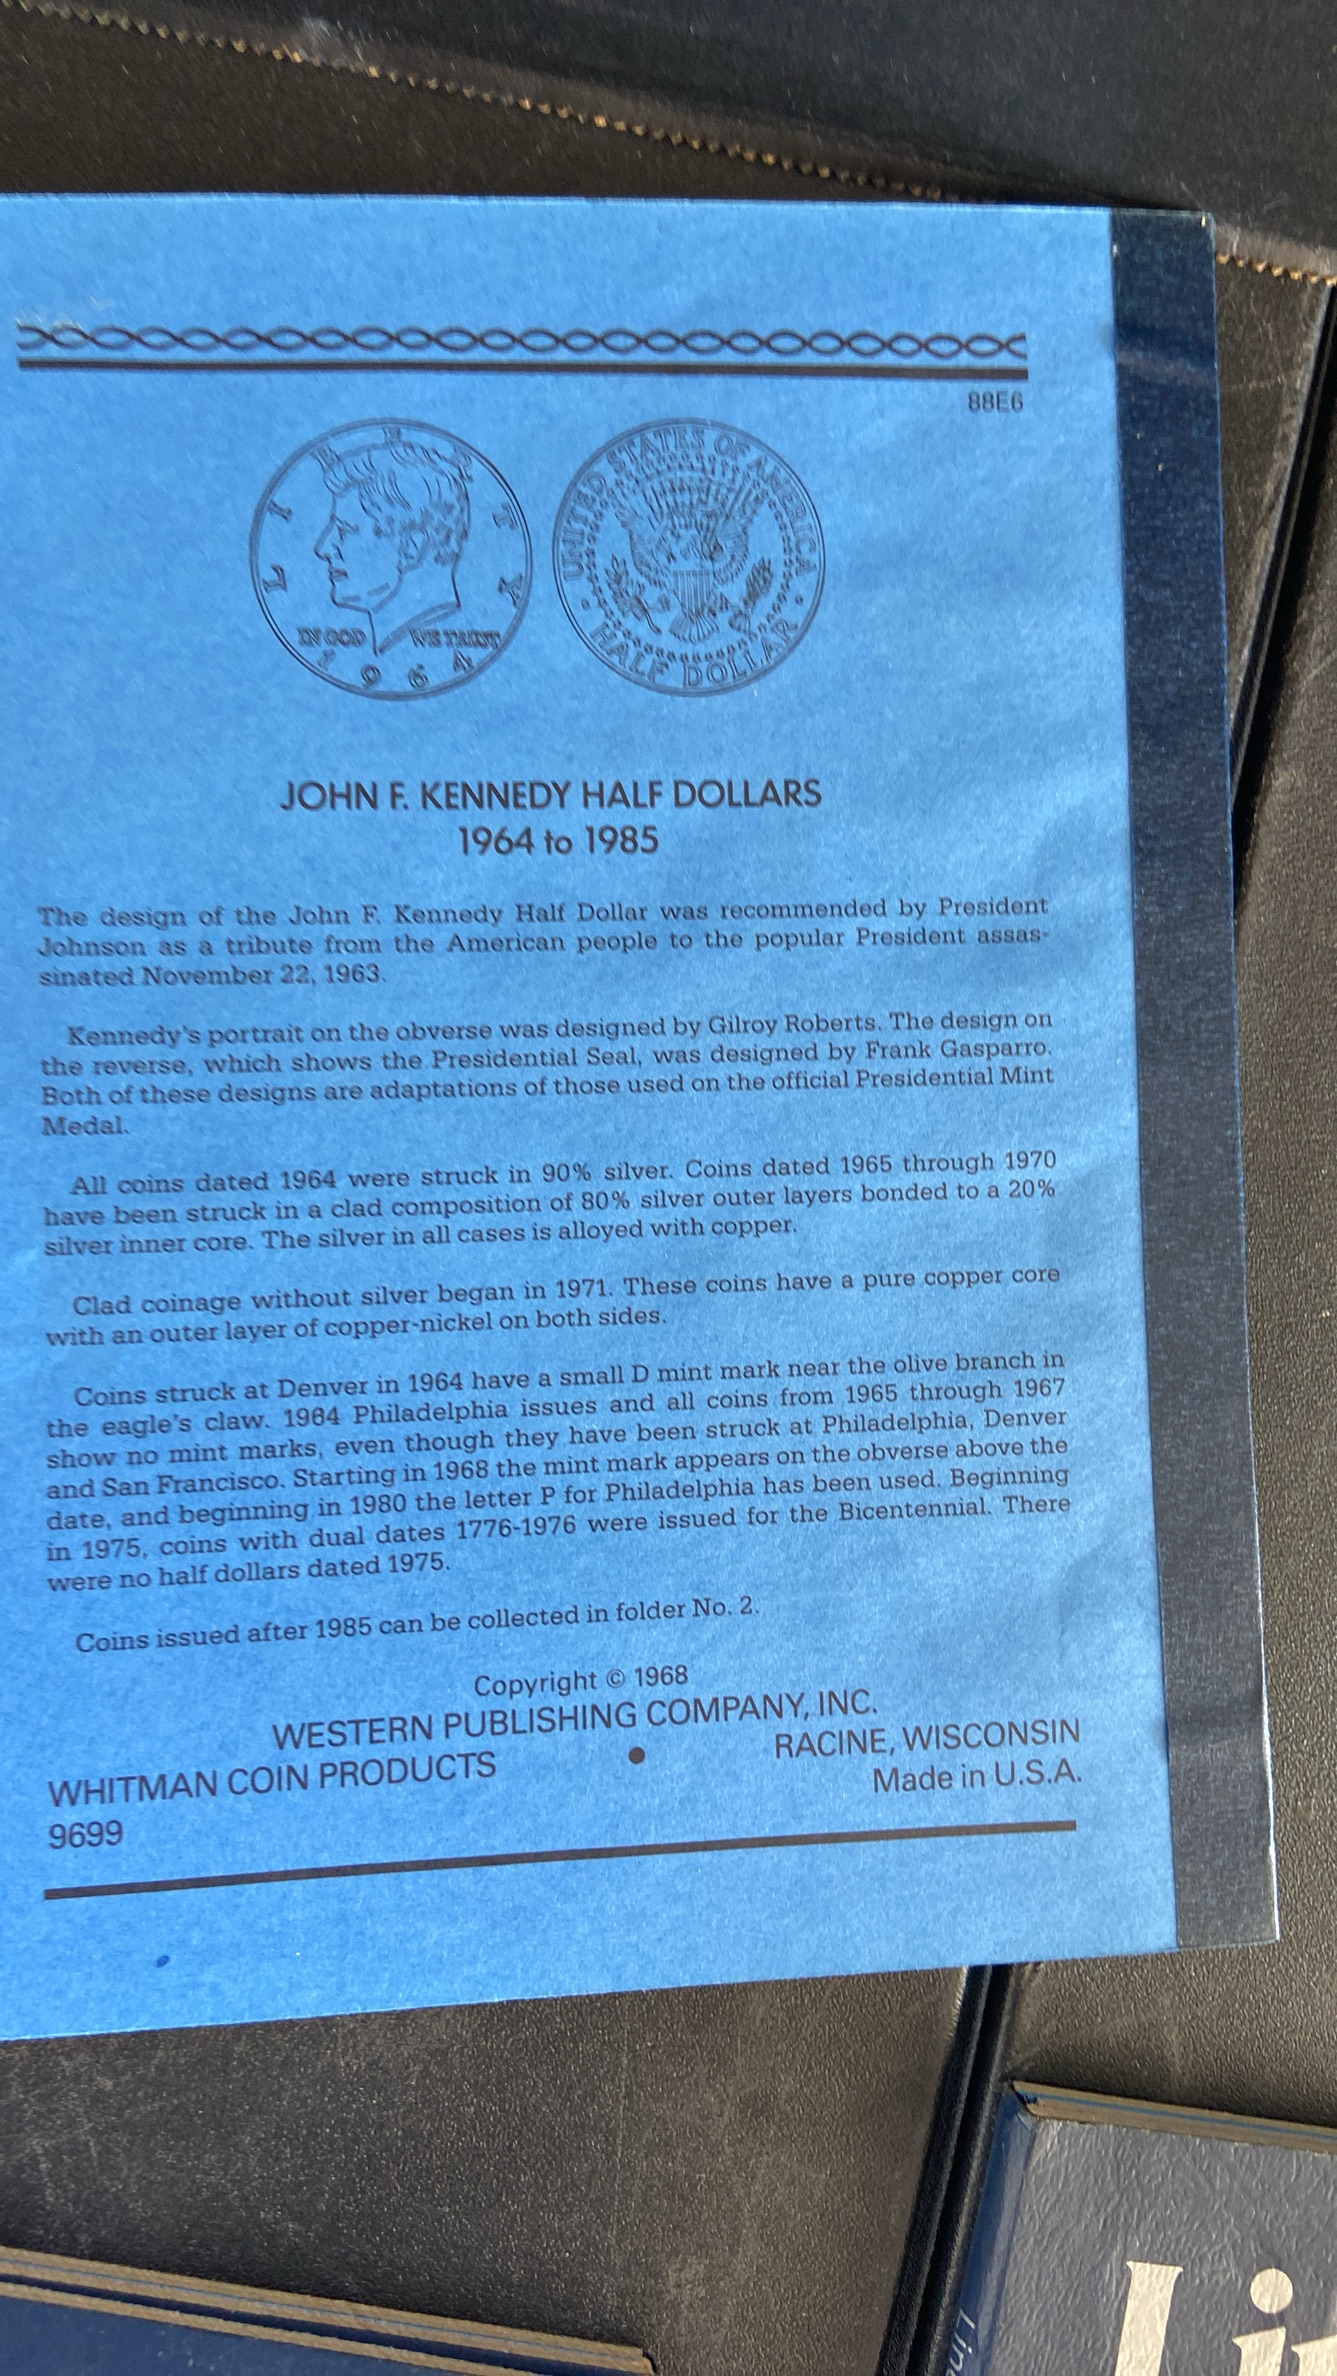 88E6
LIBERTY
IN GOD WE TRUST
1964
UNITED STATES OF AMERICA
HALF DOLLAR
JOHN F. KENNEDY HALF DOLLARS
1964 to 1985
The design of the John F. Kennedy Half Dollar was recommended by President
Johnson as a tribute from the American people to the popular President assas-
sinated November 22, 1963.
Kennedy's portrait on the obverse was designed by Gilroy Roberts. The design on
the reverse, which shows the Presidential Seal, was designed by Frank Gasparro.
Both of these designs are adaptations of those used on the official Presidential Mint
Medal.
All coins dated 1964 were struck in 90% silver. Coins dated 1965 through 1970
have been struck in a clad composition of 80% silver outer layers bonded to a 20%
silver inner core. The silver in all cases is alloyed with copper.
Clad coinage without silver began in 1971. These coins have a pure copper core
with an outer layer of copper-nickel on both sides.
Coins struck at Denver in 1964 have a small D mint mark near the olive branch in
the eagle's claw. 1964 Philadelphia issues and all coins from 1965 through 1967
show no mint marks, even though they have been struck at Philadelphia, Denver
and San Francisco. Starting in 1968 the mint mark appears on the obverse above the
date, and beginning in 1980 the letter P for Philadelphia has been used. Beginning
in 1975, coins with dual dates 1776-1976 were issued for the Bicentennial. There
were no half dollars dated 1975.
Coins issued after 1985 can be collected in folder No. 2.
Copyright © 1968
WESTERN PUBLISHING COMPANY, INC.
WHITMAN COIN PRODUCTS • RACINE, WISCONSIN
9699 Made in U.S.A.
Lin
Li